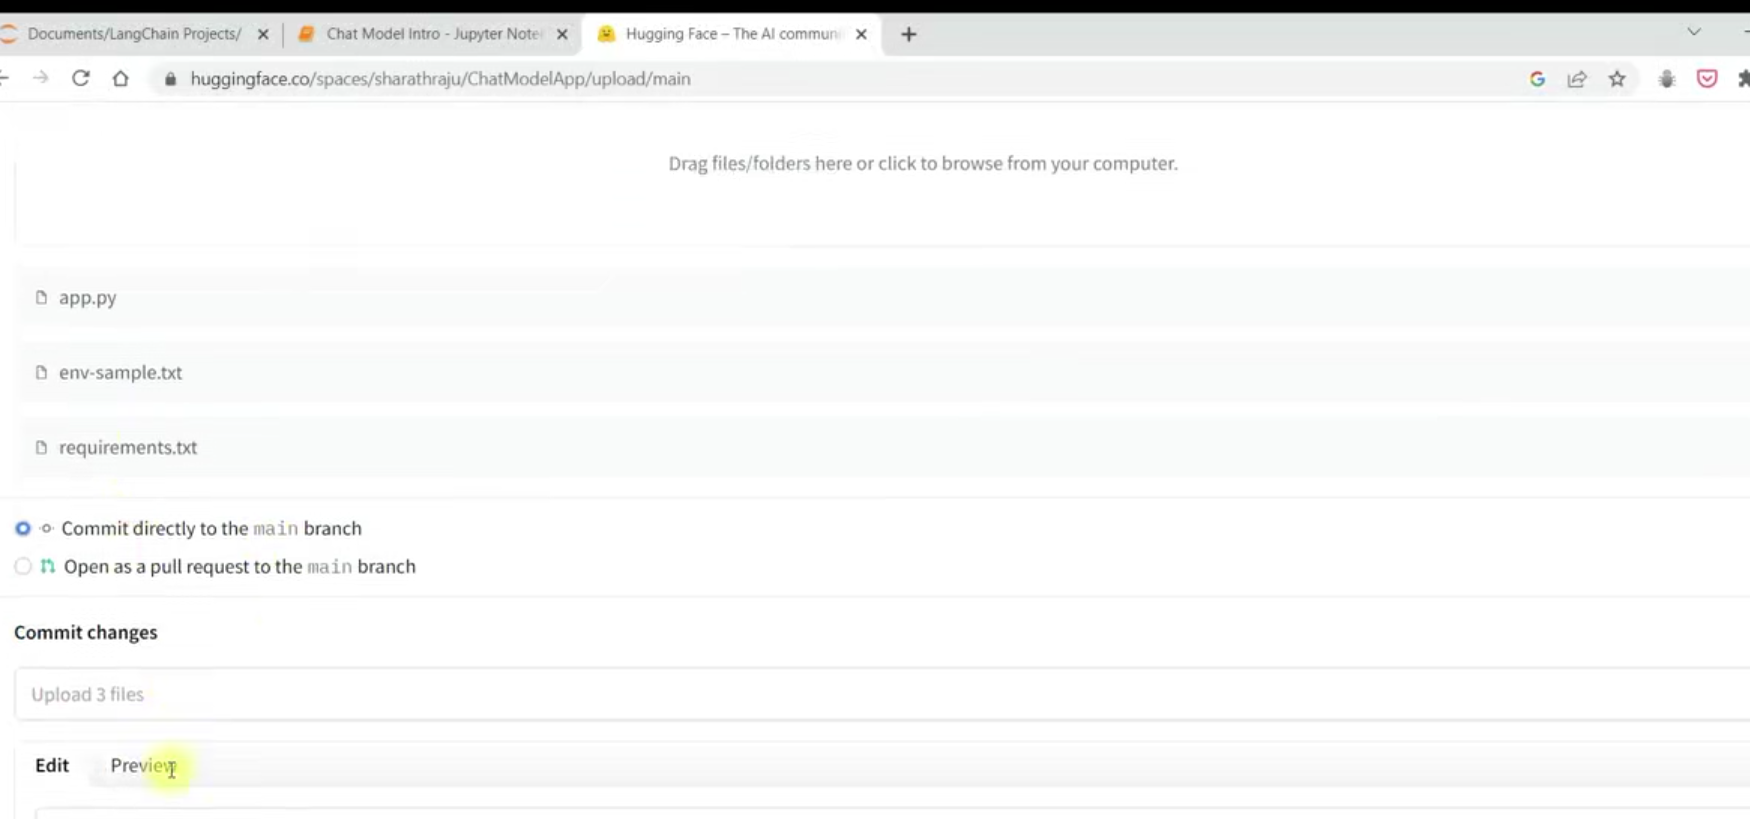 Documents/LangChain Projects/
Chat Model Intro - Jupyter Note
Hugging Face – The AI commun
huggingface.co/spaces/sharathraju/ChatModelApp/upload/main
Drag files/folders here or click to browse from your computer.
app.py
env-sample.txt
requirements.txt
Commit directly to the main branch
Open as a pull request to the main branch
Commit changes
Upload 3 files
Edit Preview